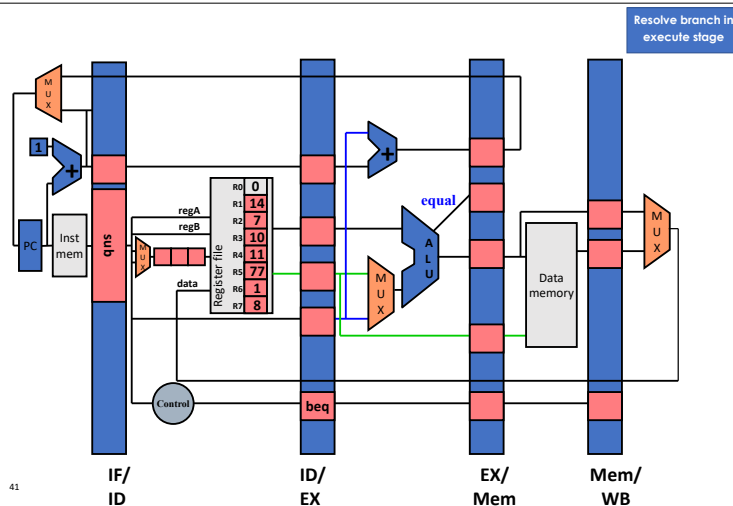 Resolve branch in
execute stage
M
U
X
1
+
+
PC
Inst
mem
sub
regA
regB
M
U
X
data
Register file
R0 0
R1 14
R2 7
R3 10
R4 11
R5 77
R6 1
R7 8
equal
A
L
U
M
U
X
Data
memory
M
U
X
Control
beq
IF/
ID
ID/
EX
EX/
Mem
Mem/
WB
41